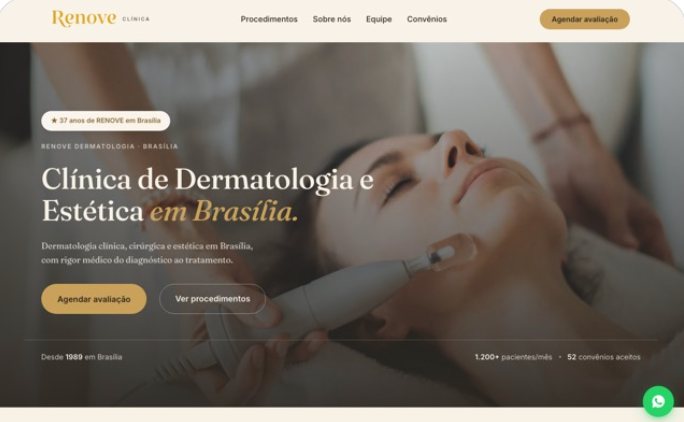 Renove CLÍNICA
Procedimentos Sobre nós Equipe Convênios
Agendar avaliação
★ 37 anos de RENOVE em Brasília
RENOVE DERMATOLOGIA · BRASÍLIA
Clínica de Dermatologia e
Estética em Brasília.
Dermatologia clínica, cirúrgica e estética em Brasília,
com rigor médico do diagnóstico ao tratamento.
Agendar avaliação Ver procedimentos
Desde 1989 em Brasília
1.200+ pacientes/mês • 52 convênios aceitos